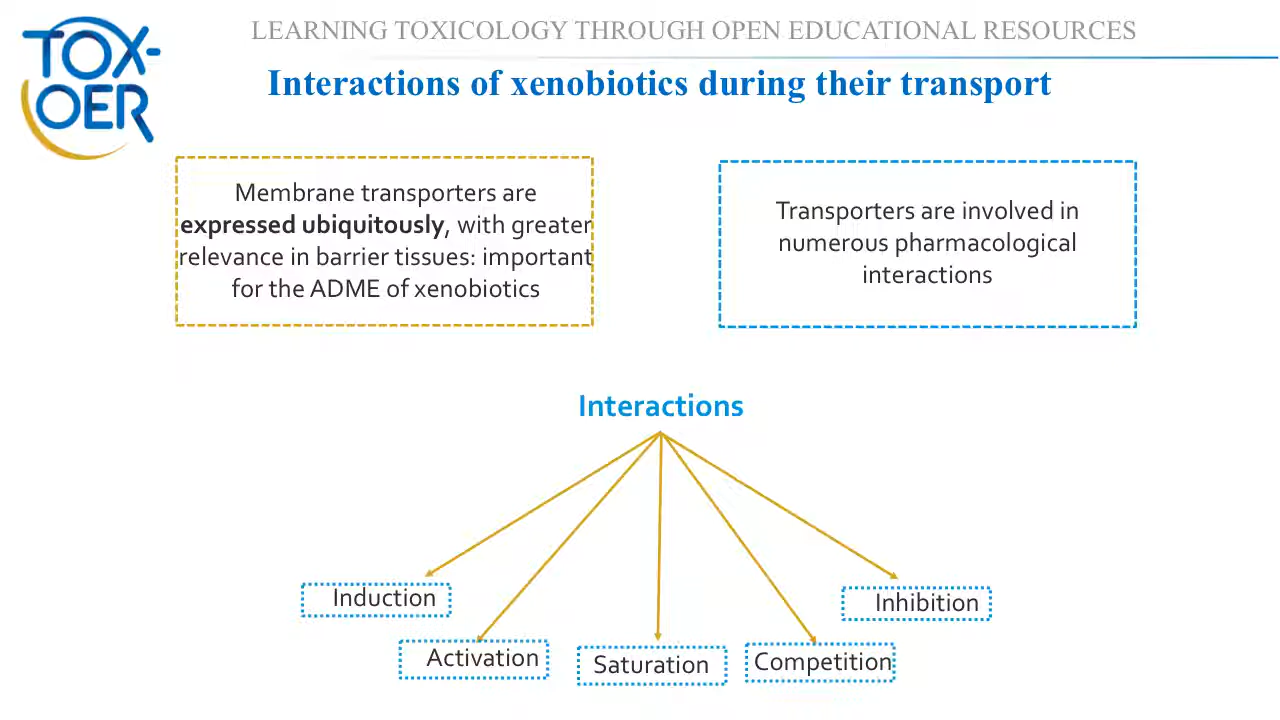 LEARNING TOXICOLOGY THROUGH OPEN EDUCATIONAL RESOURCES
TOX-
OER
Interactions of xenobiotics during their transport
Membrane transporters are
expressed ubiquitously, with greater
relevance in barrier tissues: important
for the ADME of xenobiotics
Transporters are involved in
numerous pharmacological
interactions
Interactions
Induction
Activation
Saturation
Competition
Inhibition